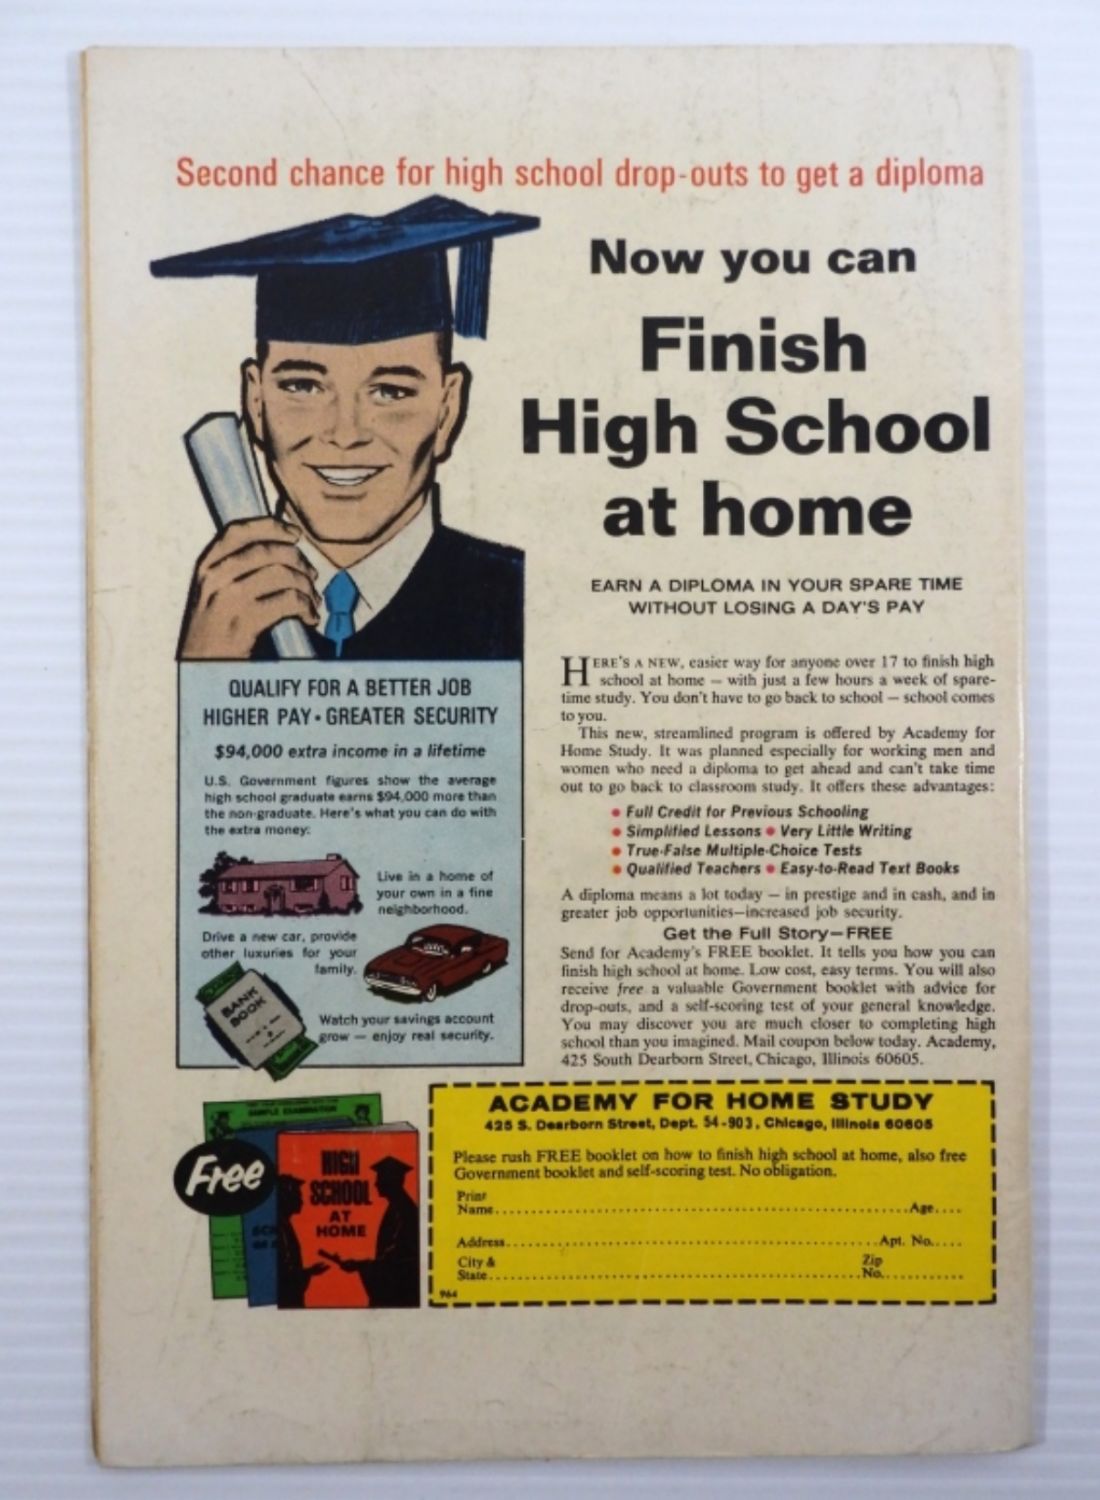 Second chance for high school drop-outs to get a diploma
Now you can
Finish
High School
at home
EARN A DIPLOMA IN YOUR SPARE TIME
WITHOUT LOSING A DAY'S PAY
QUALIFY FOR A BETTER JOB
HIGHER PAY • GREATER SECURITY
$94,000 extra income in a lifetime
U.S. Government figures show the average
high school graduate earns $94,000 more than
the non-graduate. Here's what you can do with
the extra money:
Live in a home of
your own in a fine
neighborhood.
Drive a new car, provide
other luxuries for your
family.
BANK
BOOK
Watch your savings account
grow — enjoy real security.
HERE'S A NEW, easier way for anyone over 17 to finish high
school at home — with just a few hours a week of spare-
time study. You don't have to go back to school — school comes
to you.
This new, streamlined program is offered by Academy for
Home Study. It was planned especially for working men and
women who need a diploma to get ahead and can't take time
out to go back to classroom study. It offers these advantages:
• Full Credit for Previous Schooling
• Simplified Lessons • Very Little Writing
• True-False Multiple-Choice Tests
• Qualified Teachers • Easy-to-Read Text Books
A diploma means a lot today — in prestige and in cash, and in
greater job opportunities—increased job security.
Get the Full Story—FREE
Send for Academy's FREE booklet. It tells you how you can
finish high school at home. Low cost, easy terms. You will also
receive free a valuable Government booklet with advice for
drop-outs, and a self-scoring test of your general knowledge.
You may discover you are much closer to completing high
school than you imagined. Mail coupon below today. Academy,
425 South Dearborn Street, Chicago, Illinois 60605.
SAMPLE EXAMINATION
Free
HIGH
SCHOOL
AT
HOME
ACADEMY FOR HOME STUDY
425 S. Dearborn Street, Dept. 54-903, Chicago, Illinois 60605
Please rush FREE booklet on how to finish high school at home, also free
Government booklet and self-scoring test. No obligation.
Print
Name.....Age....
Address.....Apt. No.....
City & Zip
State.....No.....
964